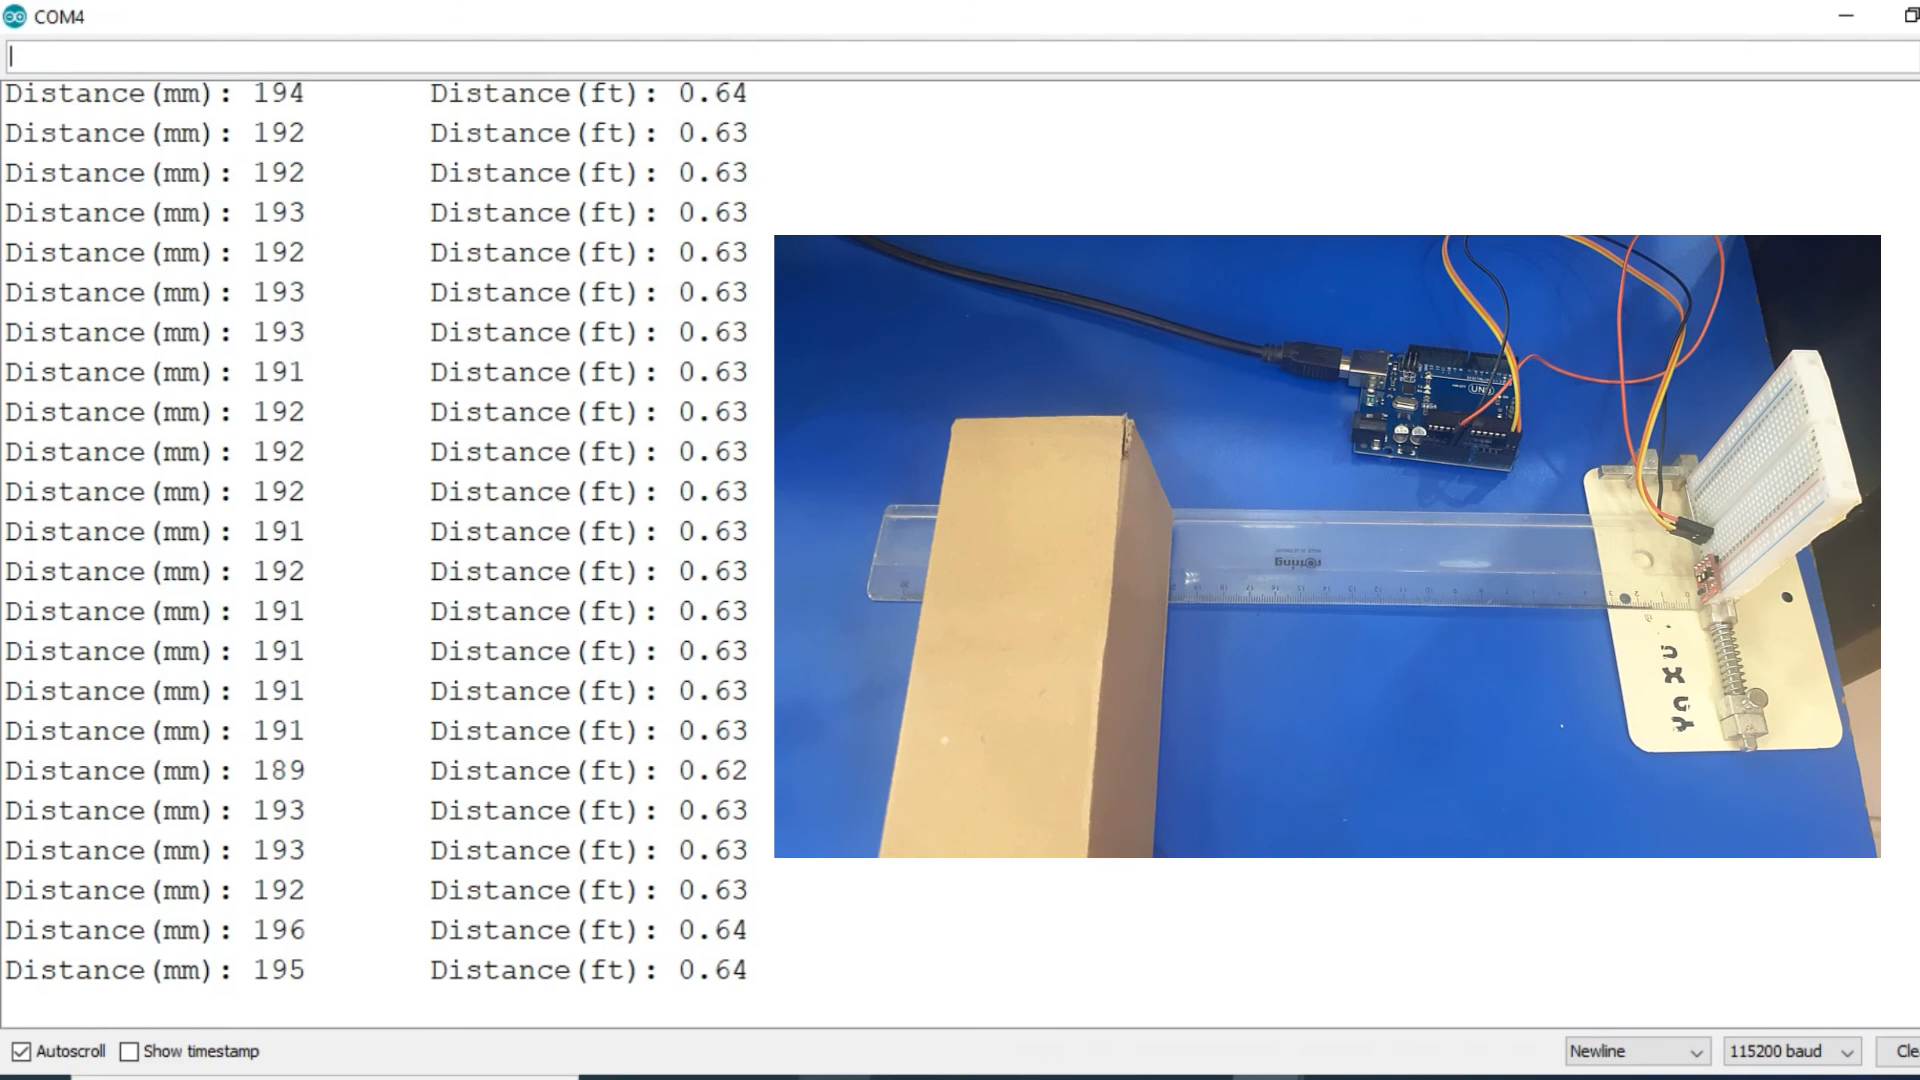 COM4
Distance(mm): 194 Distance(ft): 0.64
Distance(mm): 192 Distance(ft): 0.63
Distance(mm): 192 Distance(ft): 0.63
Distance(mm): 193 Distance(ft): 0.63
Distance(mm): 192 Distance(ft): 0.63
Distance(mm): 193 Distance(ft): 0.63
Distance(mm): 193 Distance(ft): 0.63
Distance(mm): 191 Distance(ft): 0.63
Distance(mm): 192 Distance(ft): 0.63
Distance(mm): 192 Distance(ft): 0.63
Distance(mm): 192 Distance(ft): 0.63
Distance(mm): 191 Distance(ft): 0.63
Distance(mm): 192 Distance(ft): 0.63
Distance(mm): 191 Distance(ft): 0.63
Distance(mm): 191 Distance(ft): 0.63
Distance(mm): 191 Distance(ft): 0.63
Distance(mm): 191 Distance(ft): 0.63
Distance(mm): 189 Distance(ft): 0.62
Distance(mm): 193 Distance(ft): 0.63
Distance(mm): 193 Distance(ft): 0.63
Distance(mm): 192 Distance(ft): 0.63
Distance(mm): 196 Distance(ft): 0.64
Distance(mm): 195 Distance(ft): 0.64
UNO
rotring
Autoscroll Show timestamp Newline 115200 baud Cle